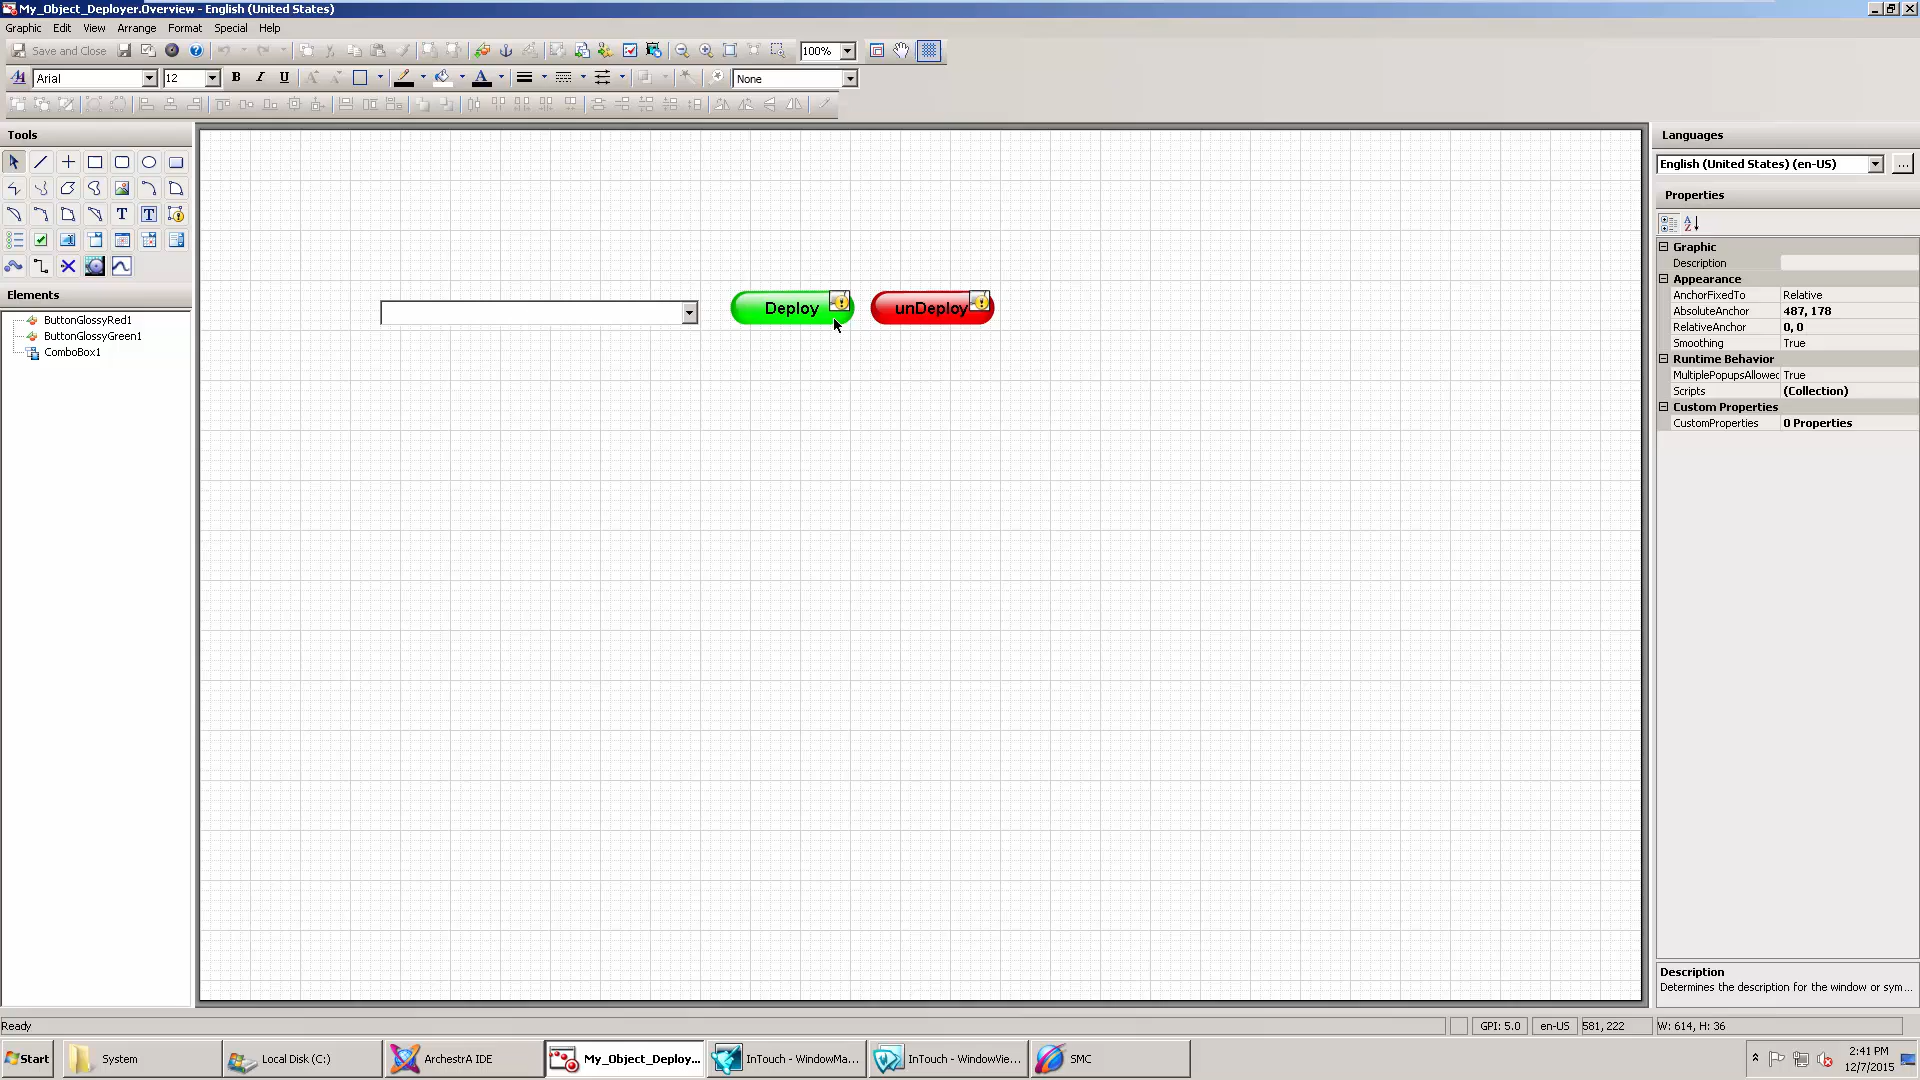 My_Object_Deployer.Overview - English (United States)
Graphic Edit View Arrange Format Special Help
Save and Close 100%
Arial 12 B I U A None
Tools
Languages
English (United States) (en-US) ...
Properties
Graphic
Description
Appearance
AnchorFixedTo Relative
AbsoluteAnchor 487, 178
RelativeAnchor 0, 0
Smoothing True
Runtime Behavior
MultiplePopupsAllowec True
Scripts (Collection)
Custom Properties
CustomProperties 0 Properties
Elements
ButtonGlossyRed1
ButtonGlossyGreen1
ComboBox1
Deploy unDeploy
Description
Determines the description for the window or sym...
Ready GPI: 5.0 en-US 581, 222 W: 614, H: 36
Start System Local Disk (C:) ArchestrA IDE My_Object_Deploy... InTouch - WindowMa... InTouch - WindowVie... SMC 2:41 PM
12/7/2015